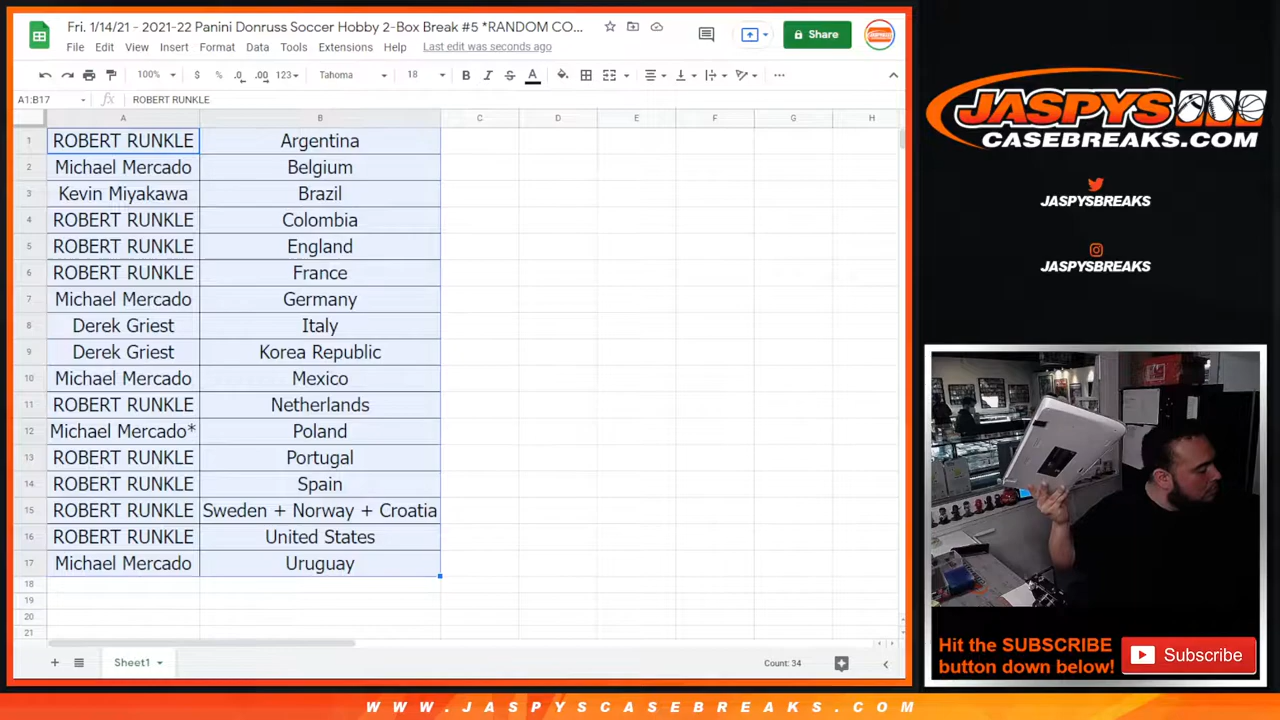 Fri. 1/14/21 - 2021-22 Panini Donruss Soccer Hobby 2-Box Break #5 *RANDOM CO...
Share
File Edit View Insert Format Data Tools Extensions Help Last edit was seconds ago
100% $ % .0 .00 123 Tahoma 18 B I S A
A1:B17 fx ROBERT RUNKLE
A B C D E F G H
1 ROBERT RUNKLE Argentina
2 Michael Mercado Belgium
3 Kevin Miyakawa Brazil
4 ROBERT RUNKLE Colombia
5 ROBERT RUNKLE England
6 ROBERT RUNKLE France
7 Michael Mercado Germany
8 Derek Griest Italy
9 Derek Griest Korea Republic
10 Michael Mercado Mexico
11 ROBERT RUNKLE Netherlands
12 Michael Mercado* Poland
13 ROBERT RUNKLE Portugal
14 ROBERT RUNKLE Spain
15 ROBERT RUNKLE Sweden + Norway + Croatia
16 ROBERT RUNKLE United States
17 Michael Mercado Uruguay
18
19
20
21
+ Sheet1 Count: 34
JASPYS
CASEBREAKS.COM
JASPYSBREAKS
JASPYSBREAKS
Hit the SUBSCRIBE
button down below!
Subscribe
WWW.JASPYSCASEBREAKS.COM